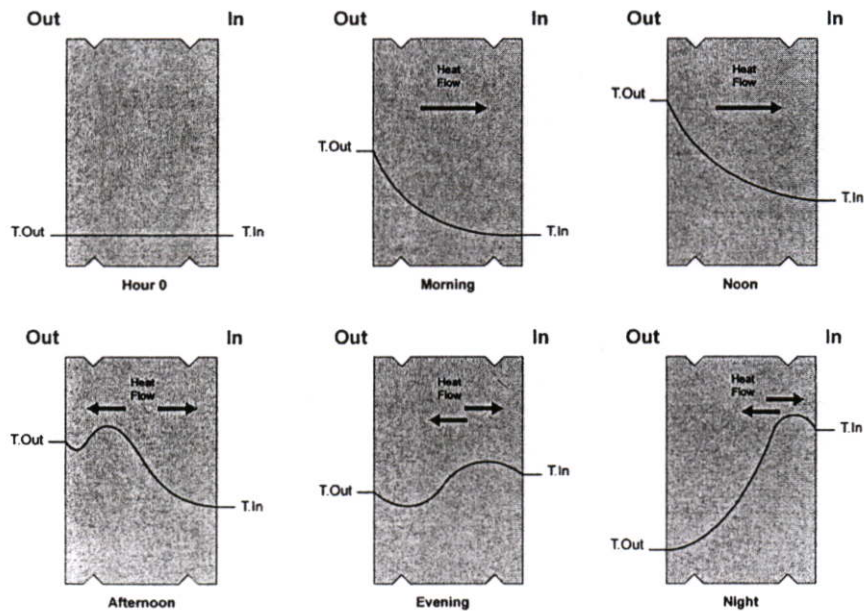 Out In
T.Out T.In
Hour 0
Out In
Heat
Flow
T.Out
T.In
Morning
Out In
Heat
Flow
T.Out
T.In
Noon
Out In
Heat
Flow
T.Out
T.In
Afternoon
Out In
Heat
Flow
T.In
T.Out
Evening
Out In
Heat
Flow
T.In
T.Out
Night